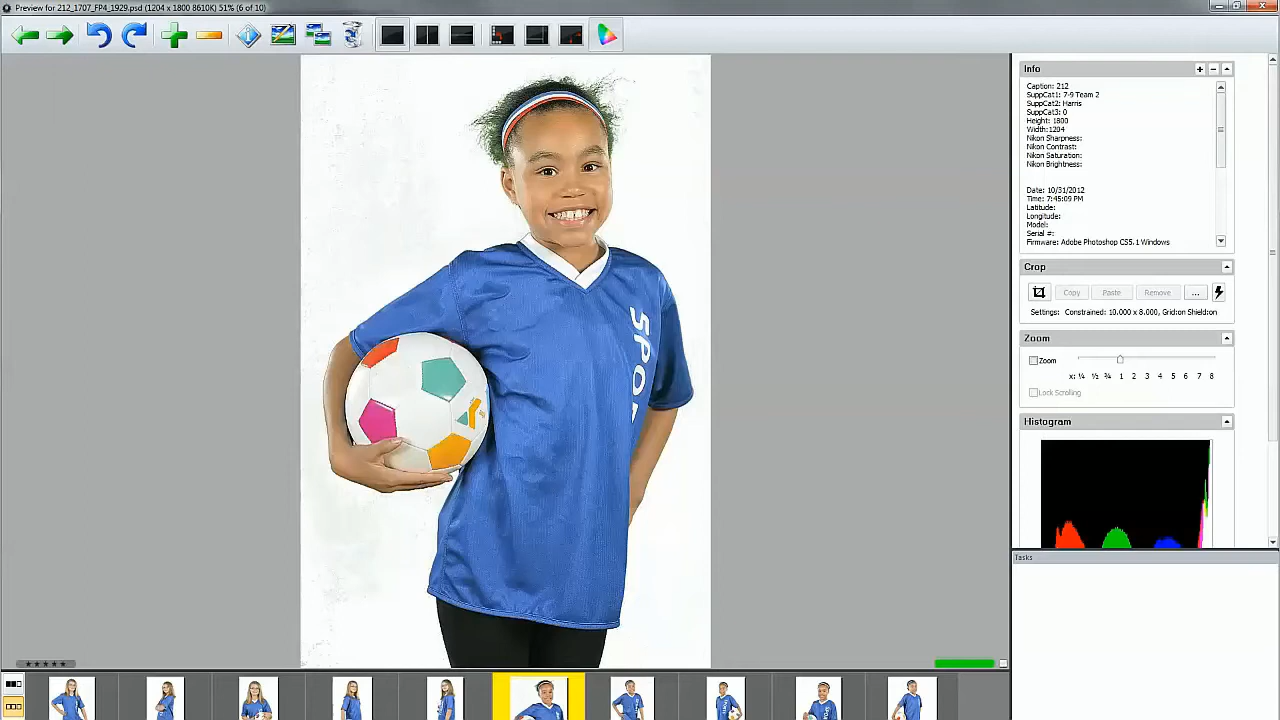 Preview for 212_1707_FP4_1929.psd (1204 x 1800 8610K) 51% (6 of 10)
Info
Caption: 212
SuppCat1: 7-9 Team 2
SuppCat2: Harris
SuppCat3: 0
Height: 1800
Width:1204
Nikon Sharpness:
Nikon Contrast:
Nikon Saturation:
Nikon Brightness:
Date: 10/31/2012
Time: 7:45:09 PM
Latitude:
Longitude:
Model:
Serial #:
Firmware: Adobe Photoshop CS5.1 Windows
Crop
Copy Paste Remove ...
Settings: Constrained: 10.000 x 8.000, Grid:on Shield:on
Zoom
Zoom
x: ¼ ½ ¾ 1 2 3 4 5 6 7 8
Lock Scrolling
Histogram
Tasks
SPO